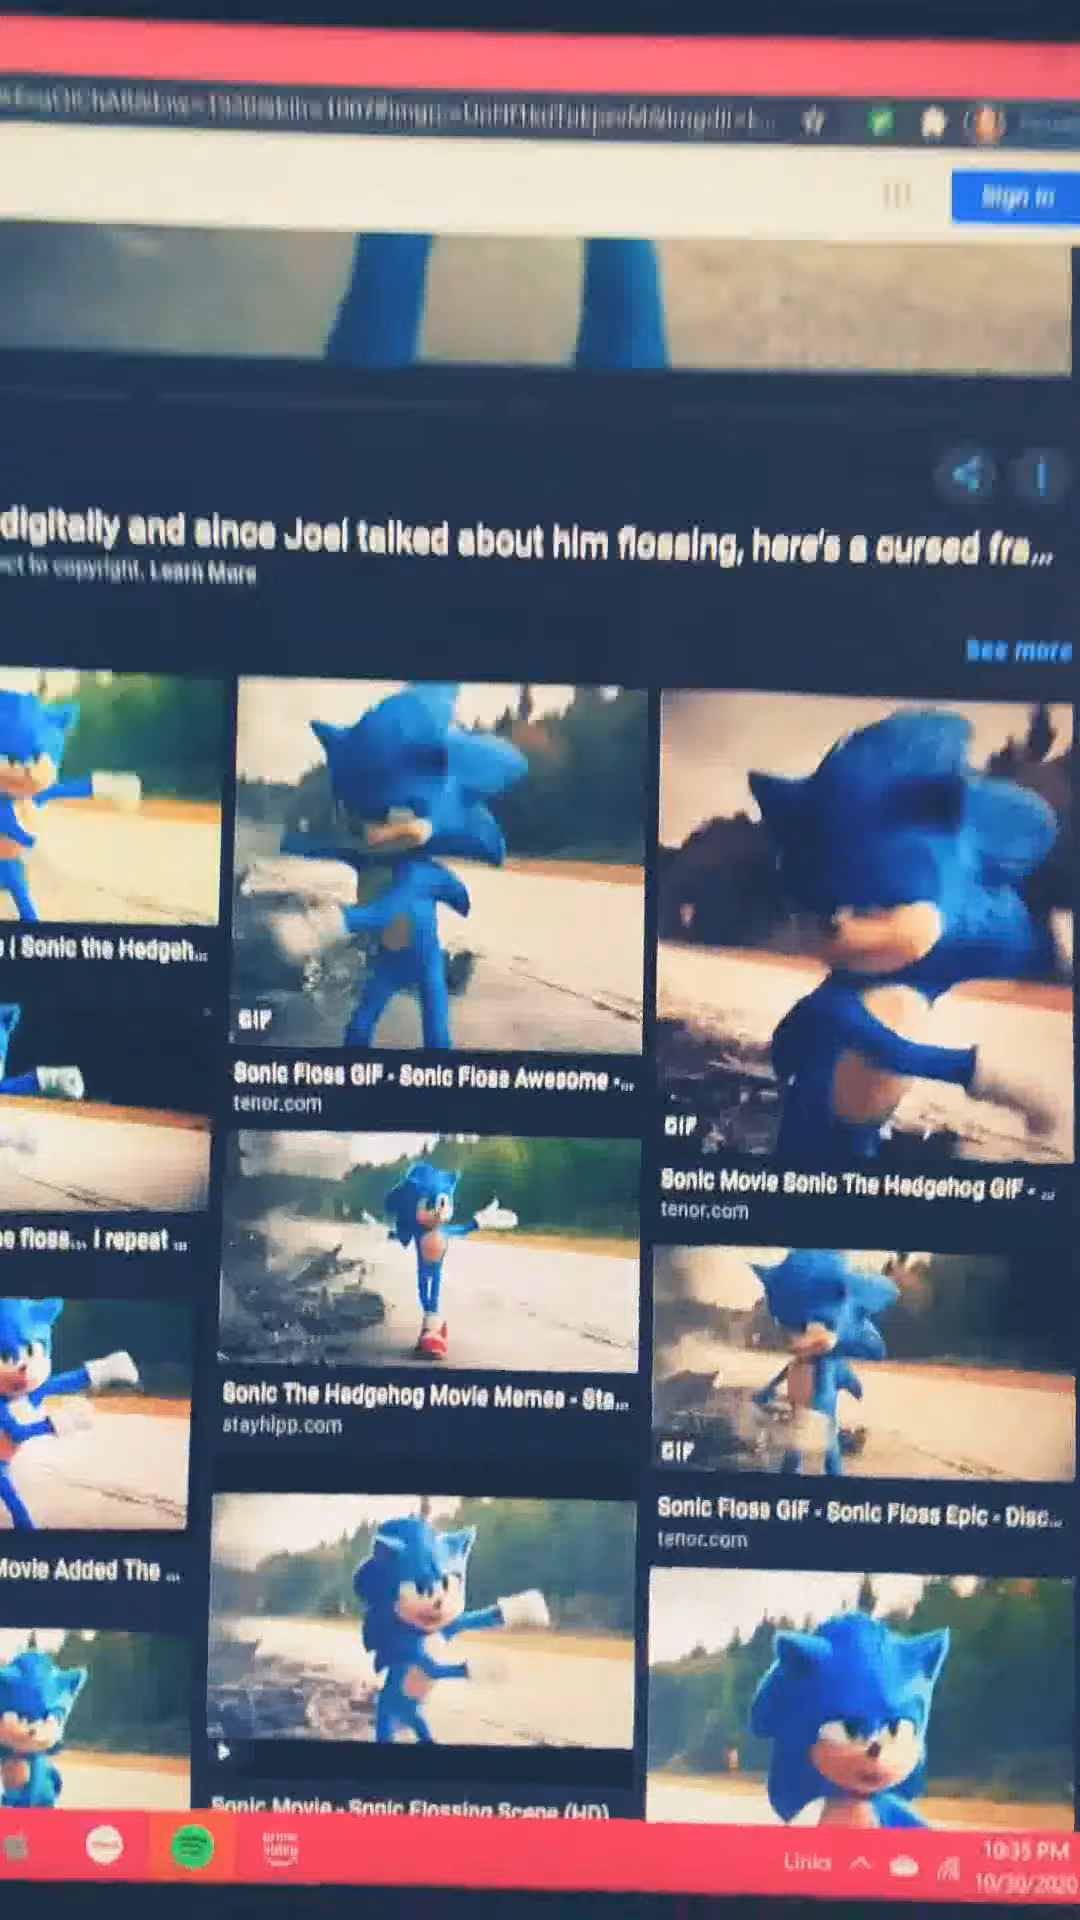 Sign in
digitally and since Joel talked about him flossing, here's a cursed fra...
ct to copyright. Learn More
See more
| Sonic the Hedgeh...
GIF
Sonic Floss GIF - Sonic Floss Awesome -...
tenor.com
GIF
Sonic Movie Sonic The Hedgehog GIF - ...
tenor.com
e floss... I repeat ...
Sonic The Hedgehog Movie Memes - Sta...
stayhipp.com
GIF
Sonic Floss GIF - Sonic Floss Epic - Disc...
tenor.com
Movie Added The ...
Sonic Movie - Sonic Flossing Scene (HD)
prime video
Links
10:35 PM
10/30/2020